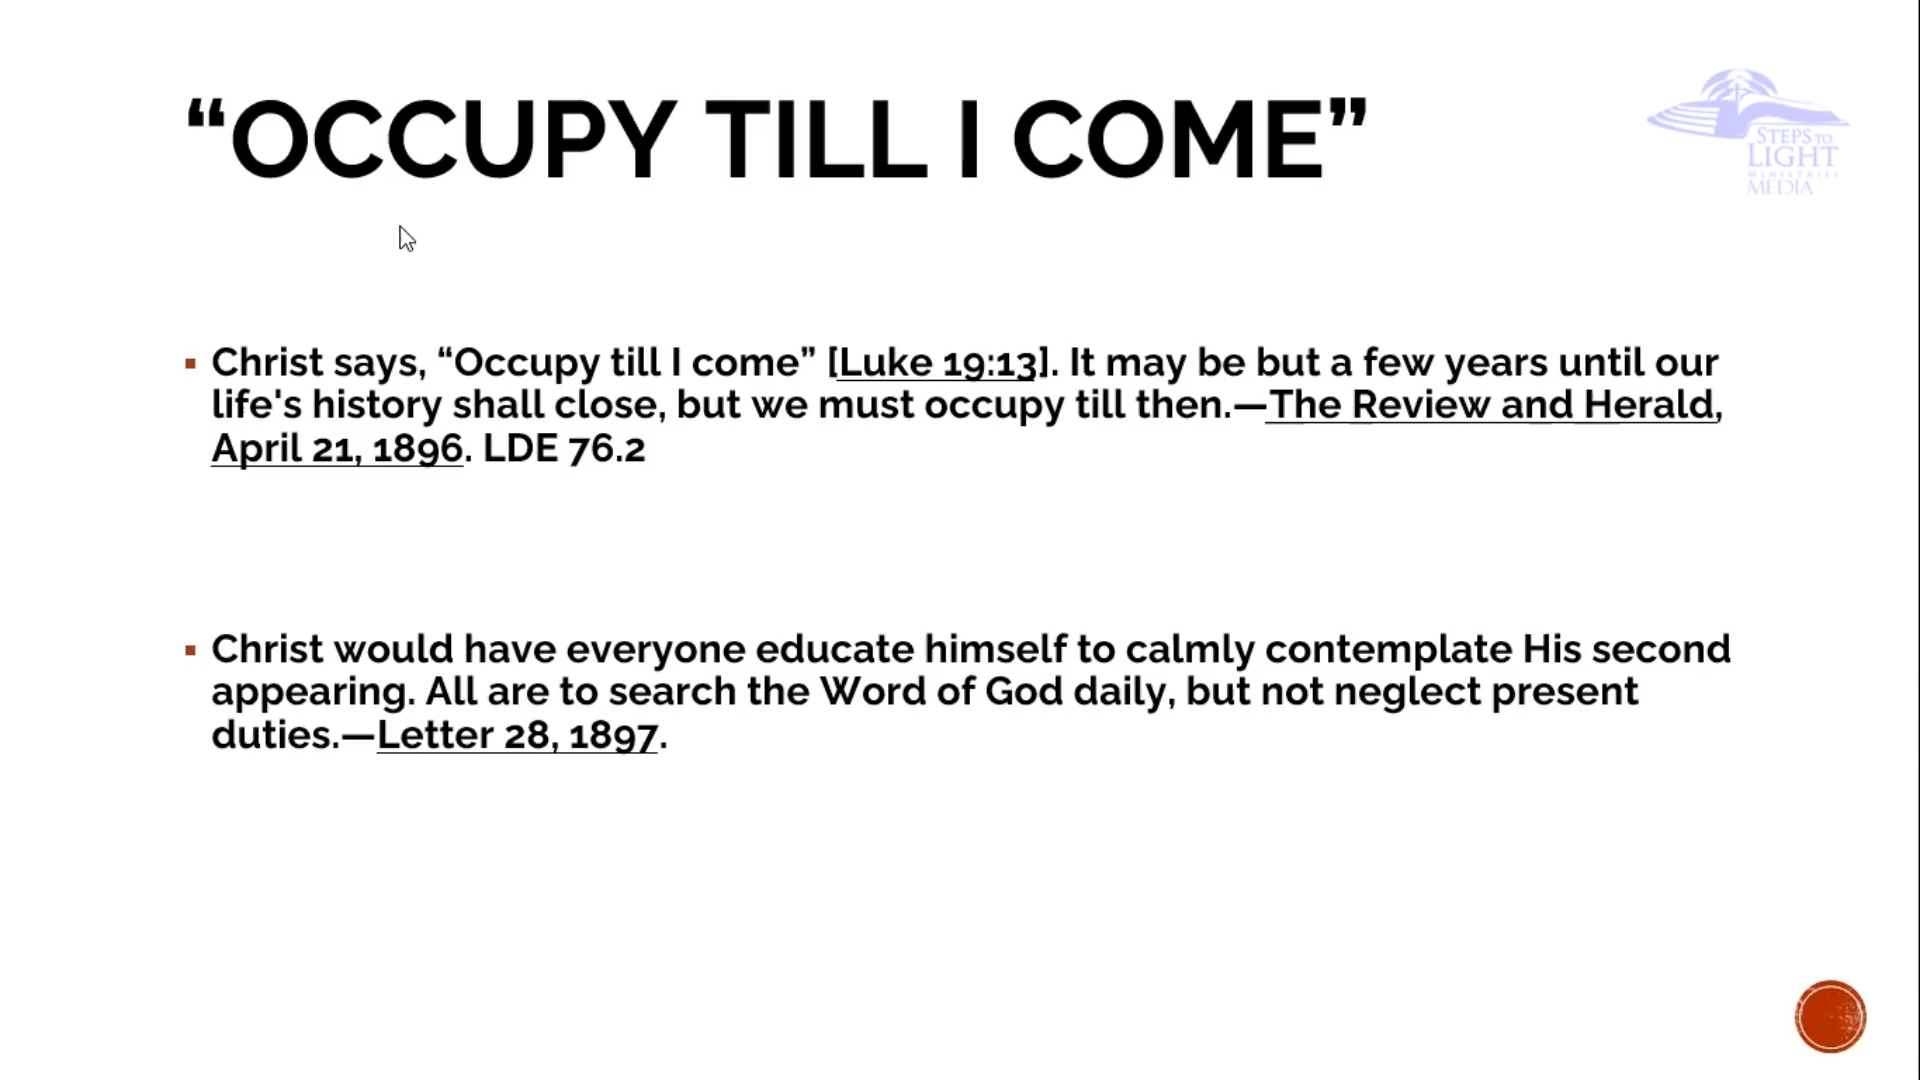 “OCCUPY TILL I COME”
STEPS TO
LIGHT
MINISTRIES
MEDIA
▪ Christ says, “Occupy till I come” [Luke 19:13]. It may be but a few years until our
life's history shall close, but we must occupy till then.—The Review and Herald,
April 21, 1896. LDE 76.2
▪ Christ would have everyone educate himself to calmly contemplate His second
appearing. All are to search the Word of God daily, but not neglect present
duties.—Letter 28, 1897.